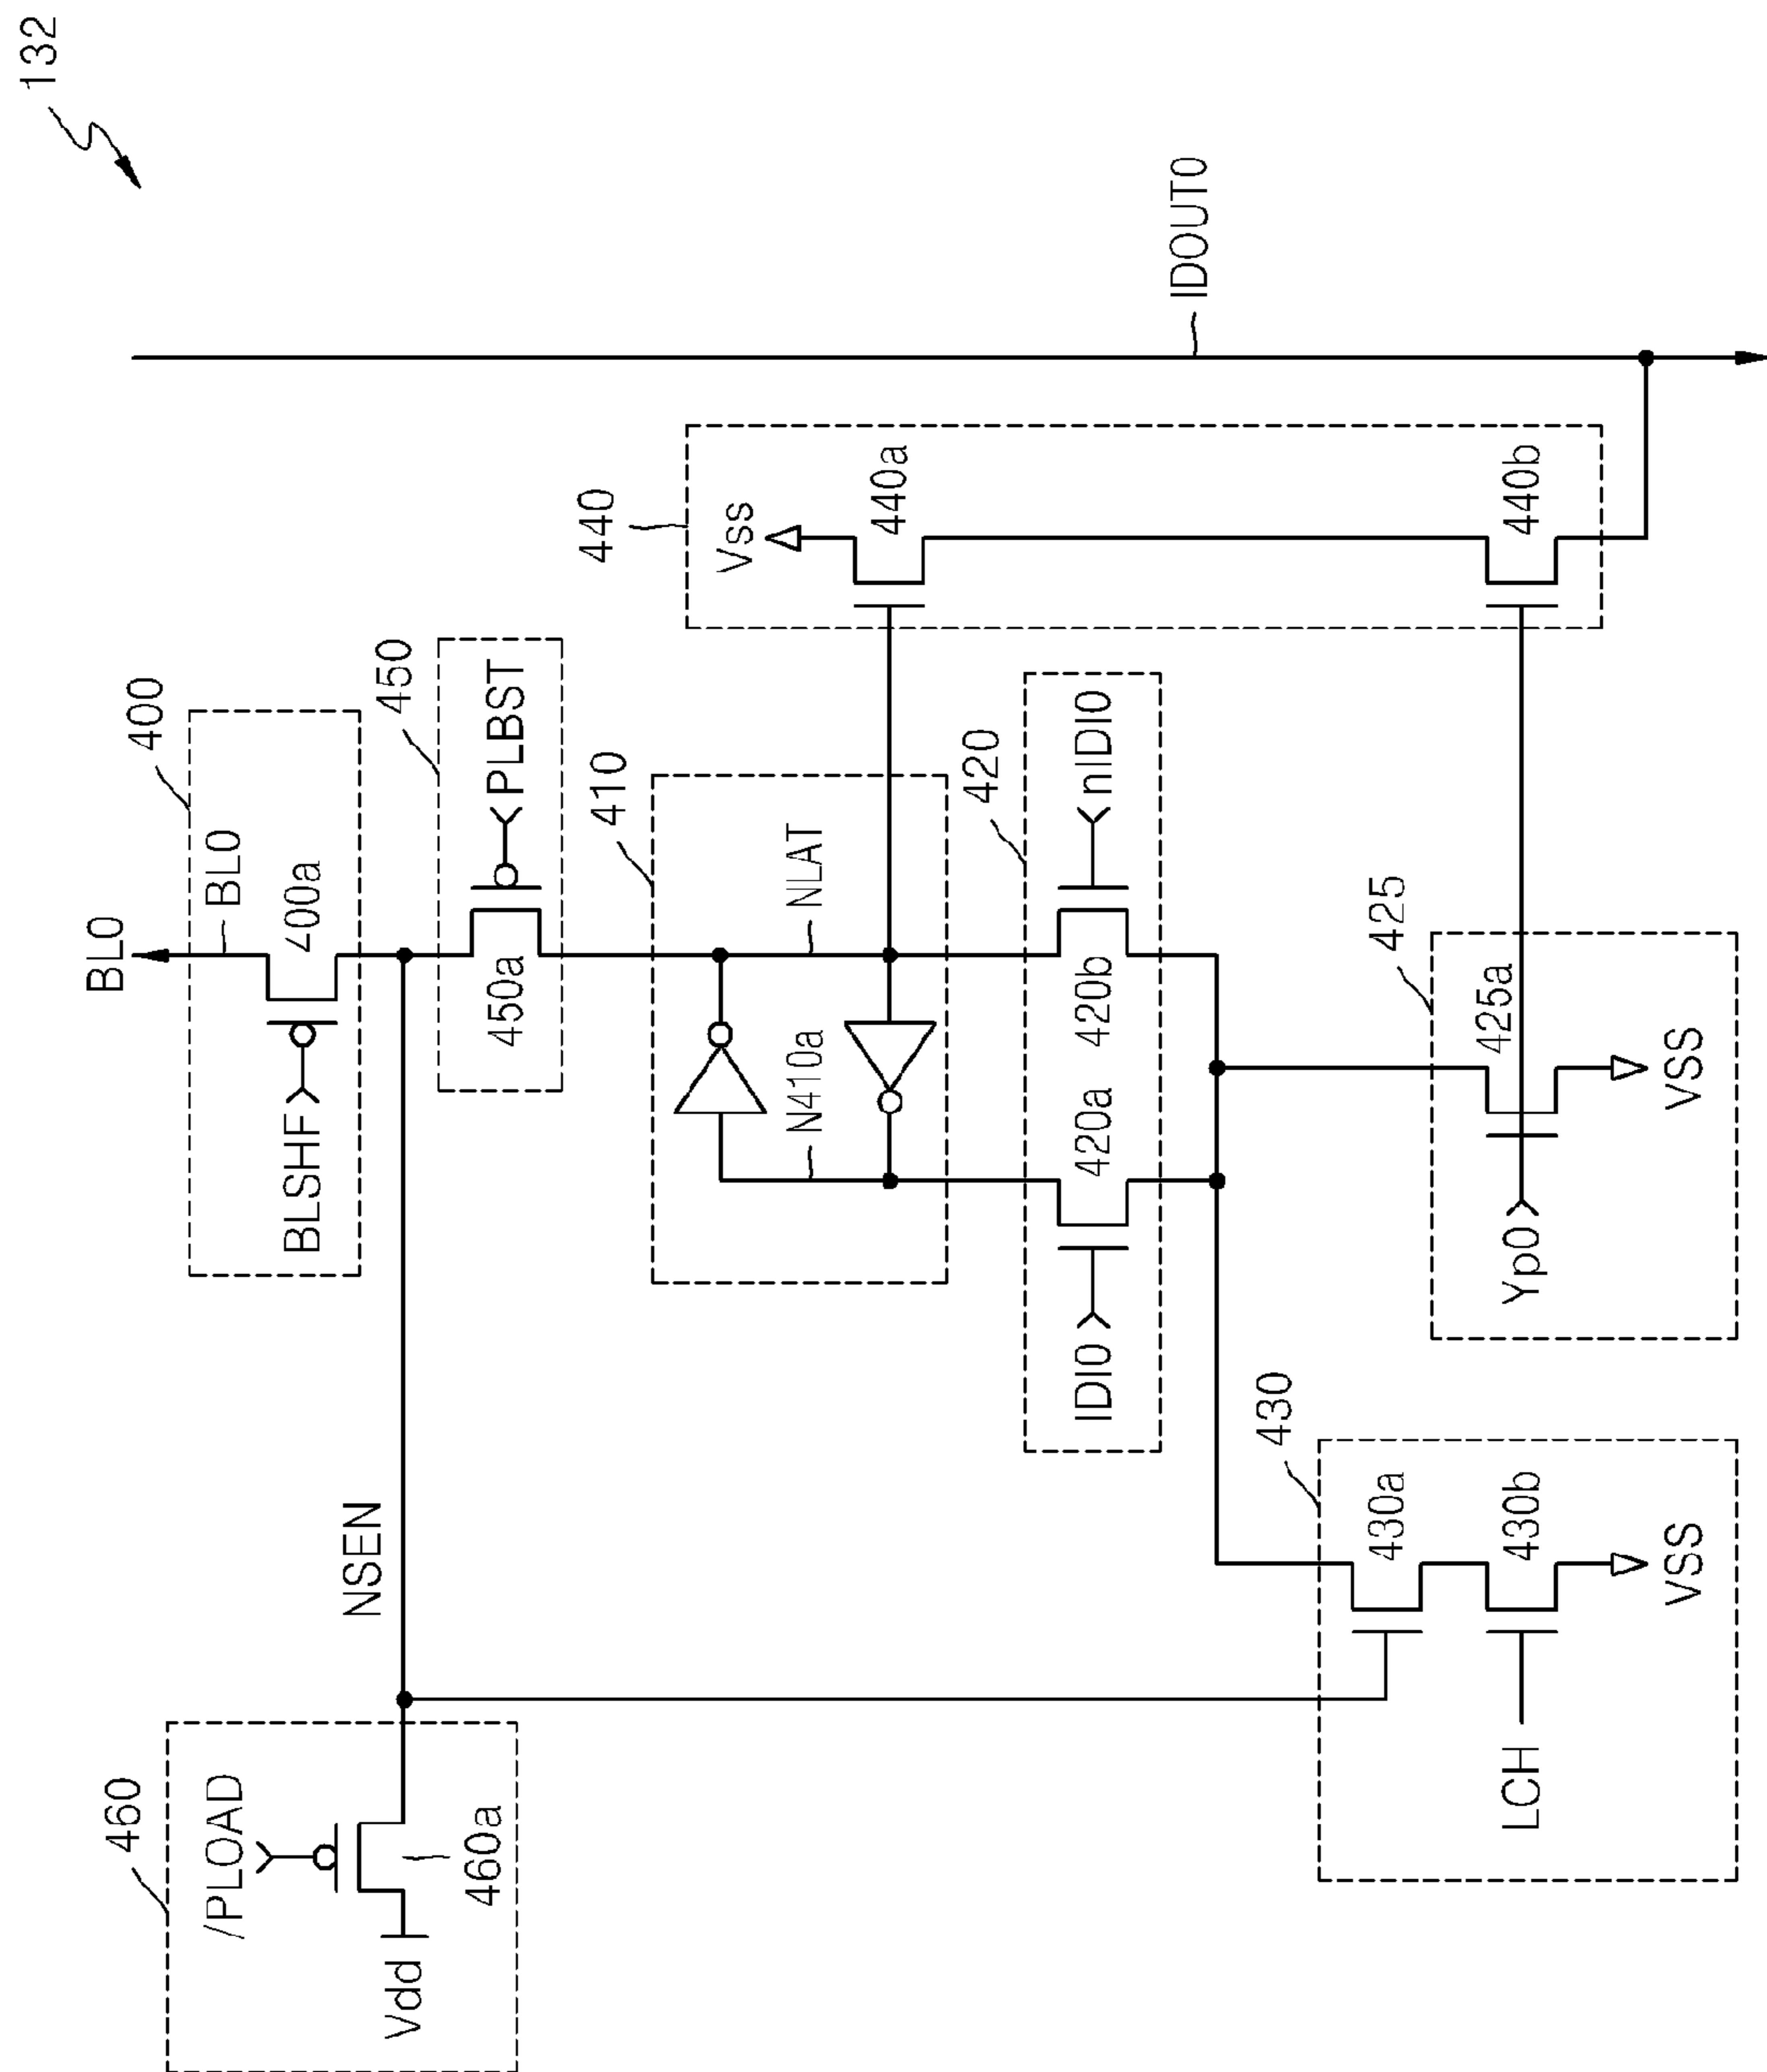 132
BL0
400
BL0
400a
BLSHF
450
PLBST
450a
NSEN
460
/PLOAD
Vdd
460a
410
NLAT
N410a
440
Vss
440a
440b
IDOUT0
420
IDI0
420a
420b
nIDI0
425
425a
Yp0
VSS
430
430a
430b
LCH
VSS